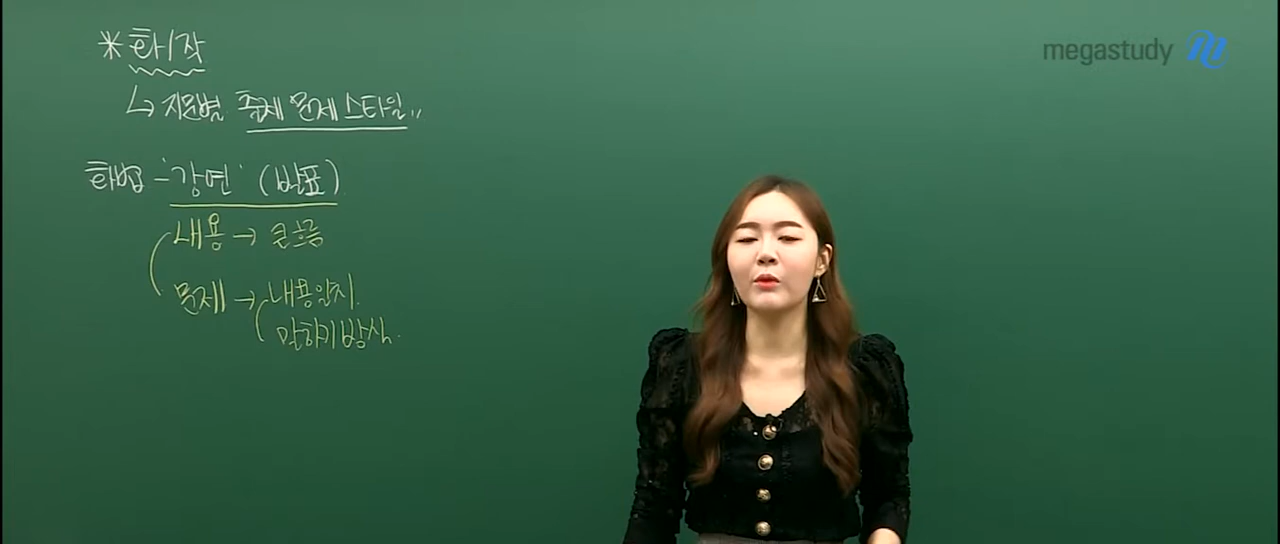 * 화/작
↳ 지문별 출제 문제 스타일,,
화법 - '강연' (발표)
내용 → 큰 흐름
문제 → 내용일치.
말하기 방식.
megastudy